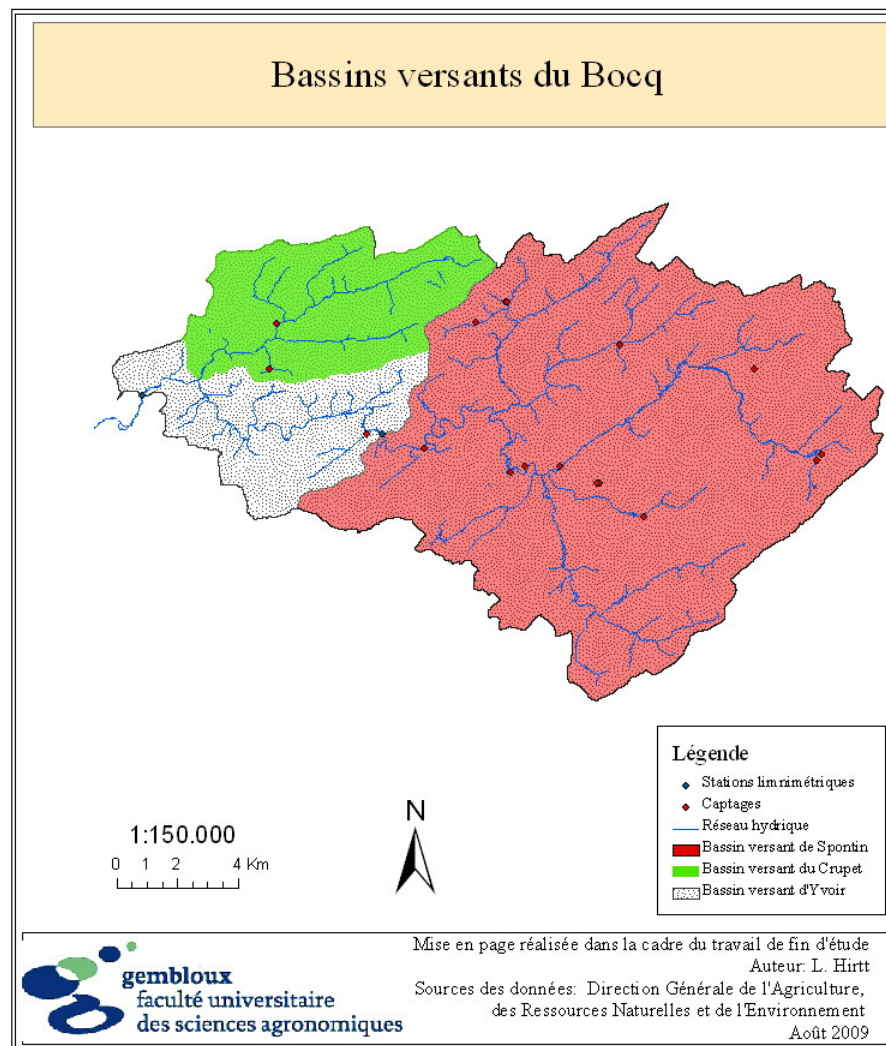 Bassins versants du Bocq
Légende
Stations limnimétriques
Captages
Réseau hydrique
Bassin versant de Spontin
Bassin versant du Crupet
Bassin versant d'Yvoir
N
1:150.000
0 1 2 4 Km
gembloux
faculté universitaire
des sciences agronomiques
Mise en page réalisée dans la cadre du travail de fin d'étude
Auteur: L. Hirtt
Sources des données: Direction Générale de l'Agriculture,
des Ressources Naturelles et de l'Environnement
Août 2009